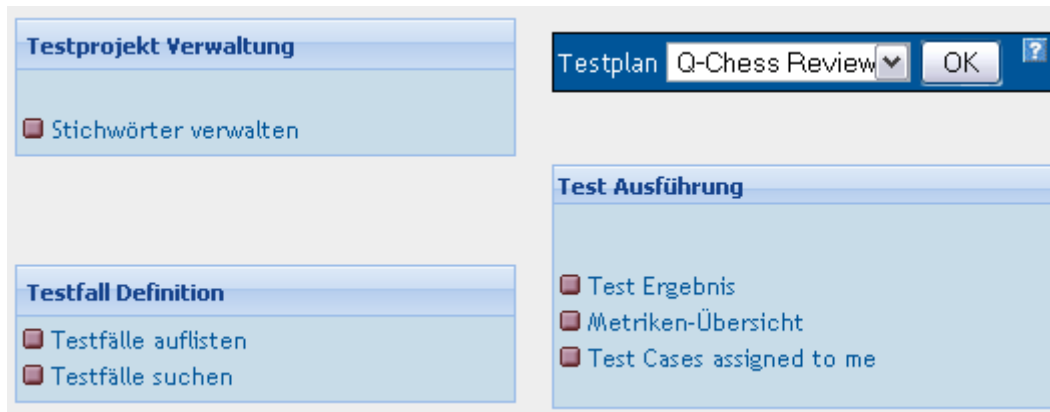 Testprojekt Verwaltung
Stichwörter verwalten
Testfall Definition
Testfälle auflisten
Testfälle suchen
Testplan Q-Chess Review OK ?
Test Ausführung
Test Ergebnis
Metriken-Übersicht
Test Cases assigned to me